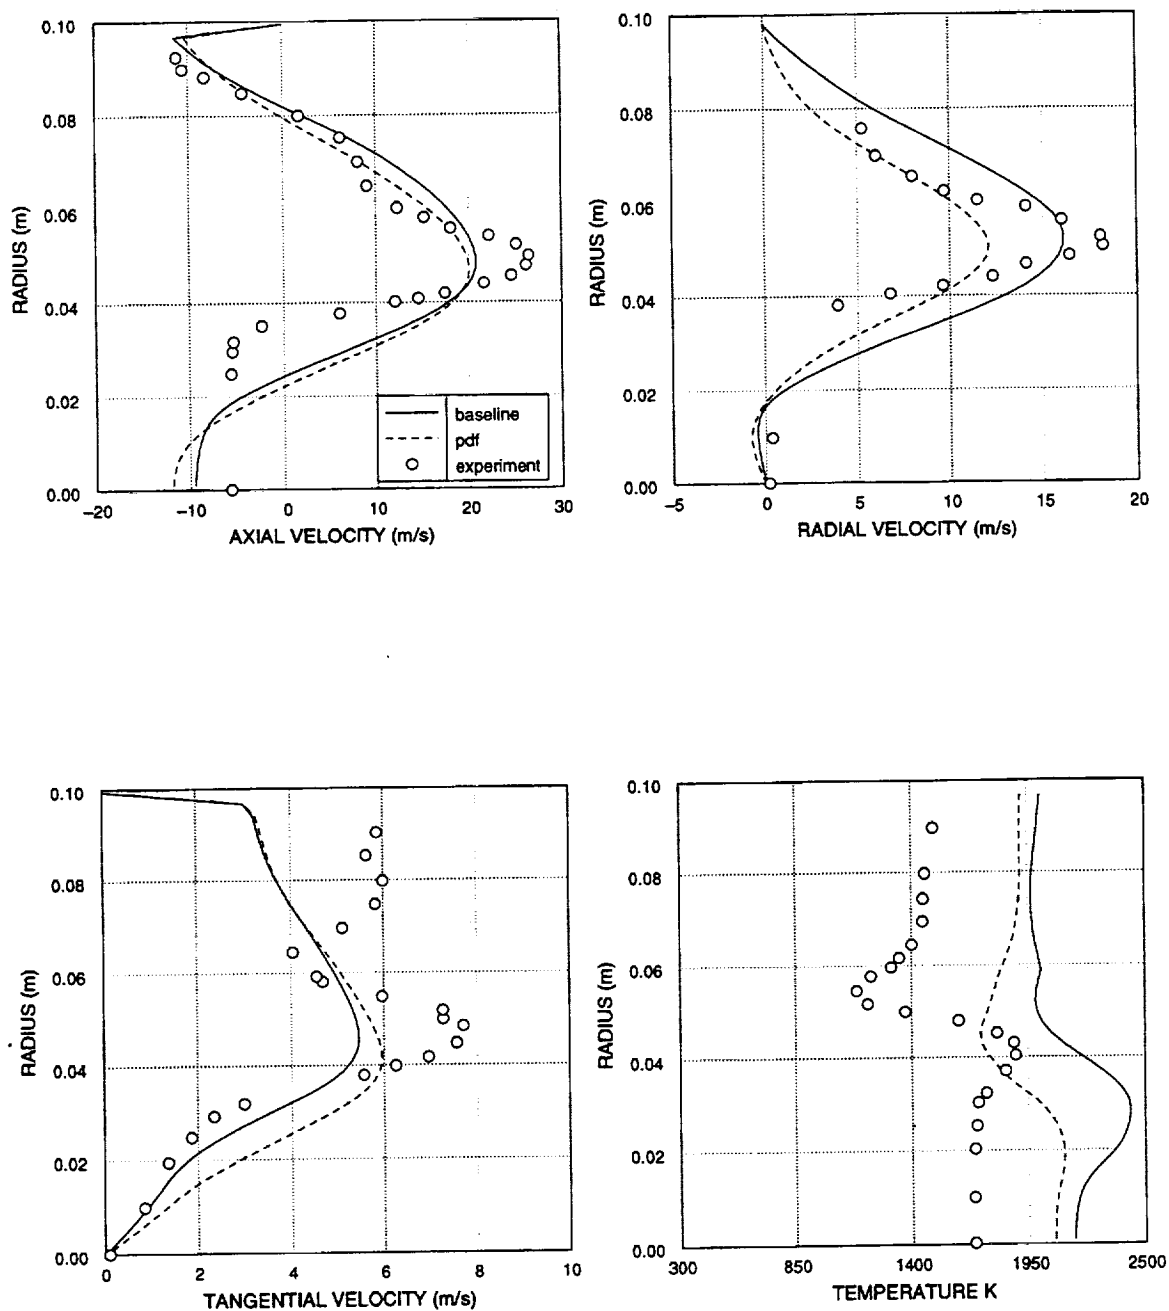 0.10
0.08
0.06
0.04
0.02
0.00
RADIUS (m)
−20 −10 0 10 20 30
AXIAL VELOCITY (m/s)
baseline
pdf
experiment
0.10
0.08
0.06
0.04
0.02
0.00
RADIUS (m)
−5 0 5 10 15 20
RADIAL VELOCITY (m/s)
0.10
0.08
0.06
0.04
0.02
0.00
RADIUS (m)
0 2 4 6 8 10
TANGENTIAL VELOCITY (m/s)
0.10
0.08
0.06
0.04
0.02
0.00
RADIUS (m)
300 850 1400 1950 2500
TEMPERATURE K